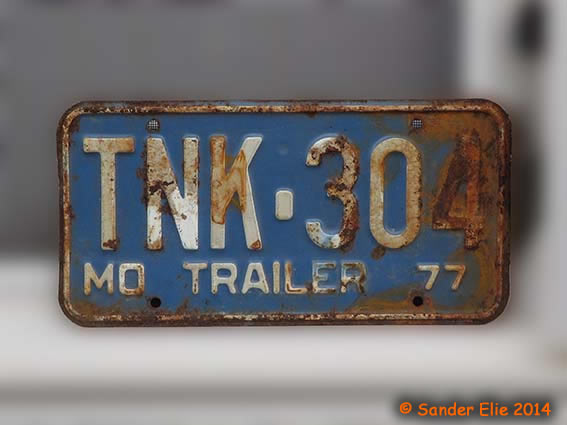 TNK·304
MO TRAILER 77
© Sander Elie 2014